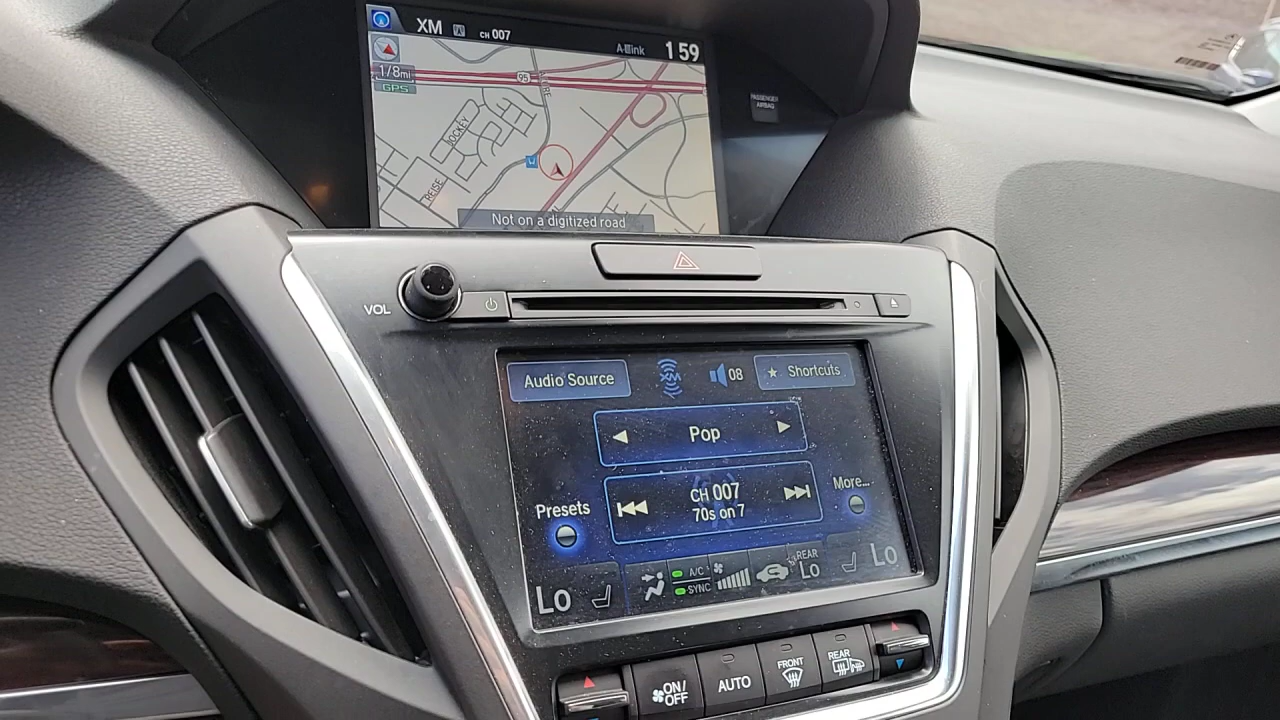 XM CH 007
A-Link 1 59
1/8mi
GPS
95
JOCKEY
REISE
Not on a digitized road
PASSENGER
AIRBAG
VOL
Audio Source
XM
08
Shortcuts
Pop
CH 007
70s on 7
Presets
More...
Lo
A/C
SYNC
REAR
Lo
Lo
ON/
OFF
AUTO
FRONT
REAR